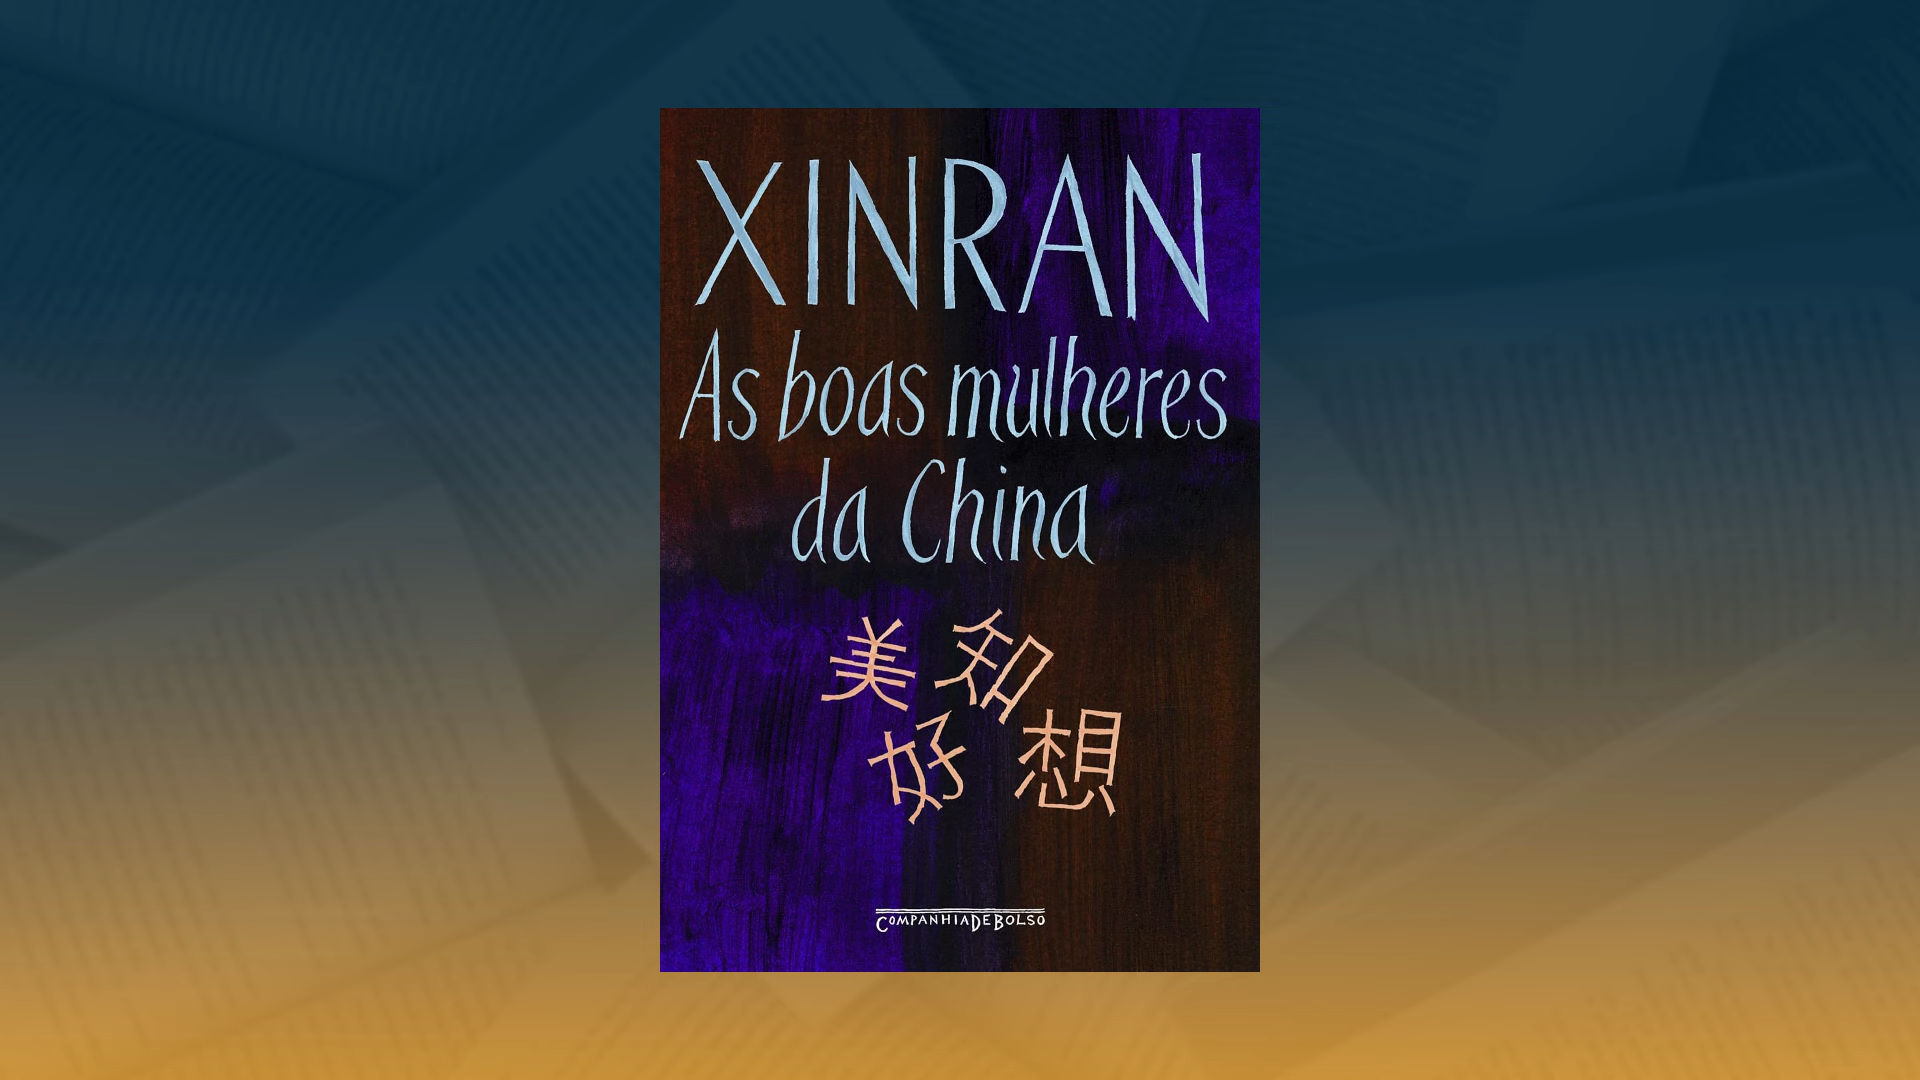 XINRAN
As boas mulheres
da China
美 知
好 想
COMPANHIADEBOLSO